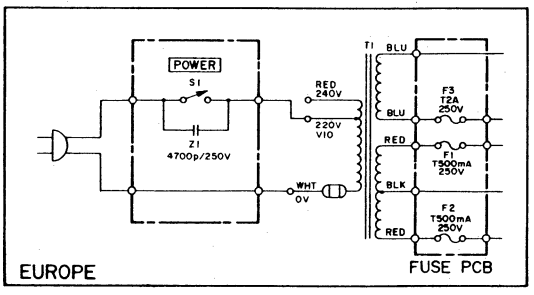 POWER
S1
Z1
4700p/250V
RED
240V
220V
VIO
WHT
0V
T1
BLU
BLU
RED
BLK
RED
F3
T2A
250V
F1
T500mA
250V
F2
T500mA
250V
EUROPE
FUSE PCB